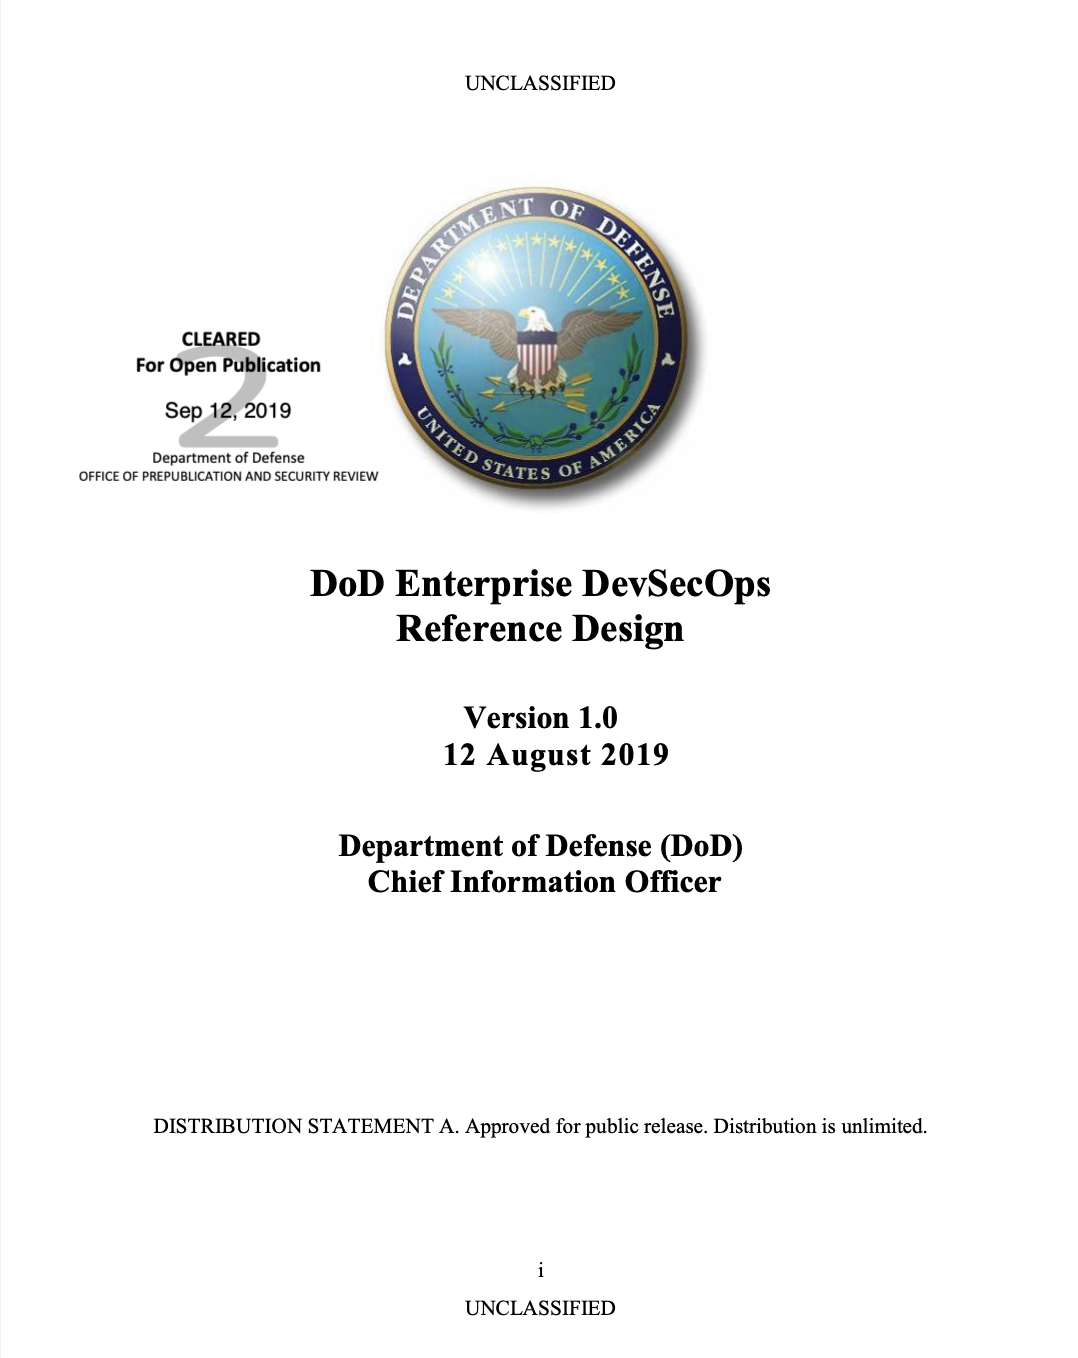 UNCLASSIFIED
DEPARTMENT OF DEFENSE
UNITED STATES OF AMERICA
2
CLEARED
For Open Publication
Sep 12, 2019
Department of Defense
OFFICE OF PREPUBLICATION AND SECURITY REVIEW
DoD Enterprise DevSecOps
Reference Design
Version 1.0
12 August 2019
Department of Defense (DoD)
Chief Information Officer
DISTRIBUTION STATEMENT A. Approved for public release. Distribution is unlimited.
i
UNCLASSIFIED